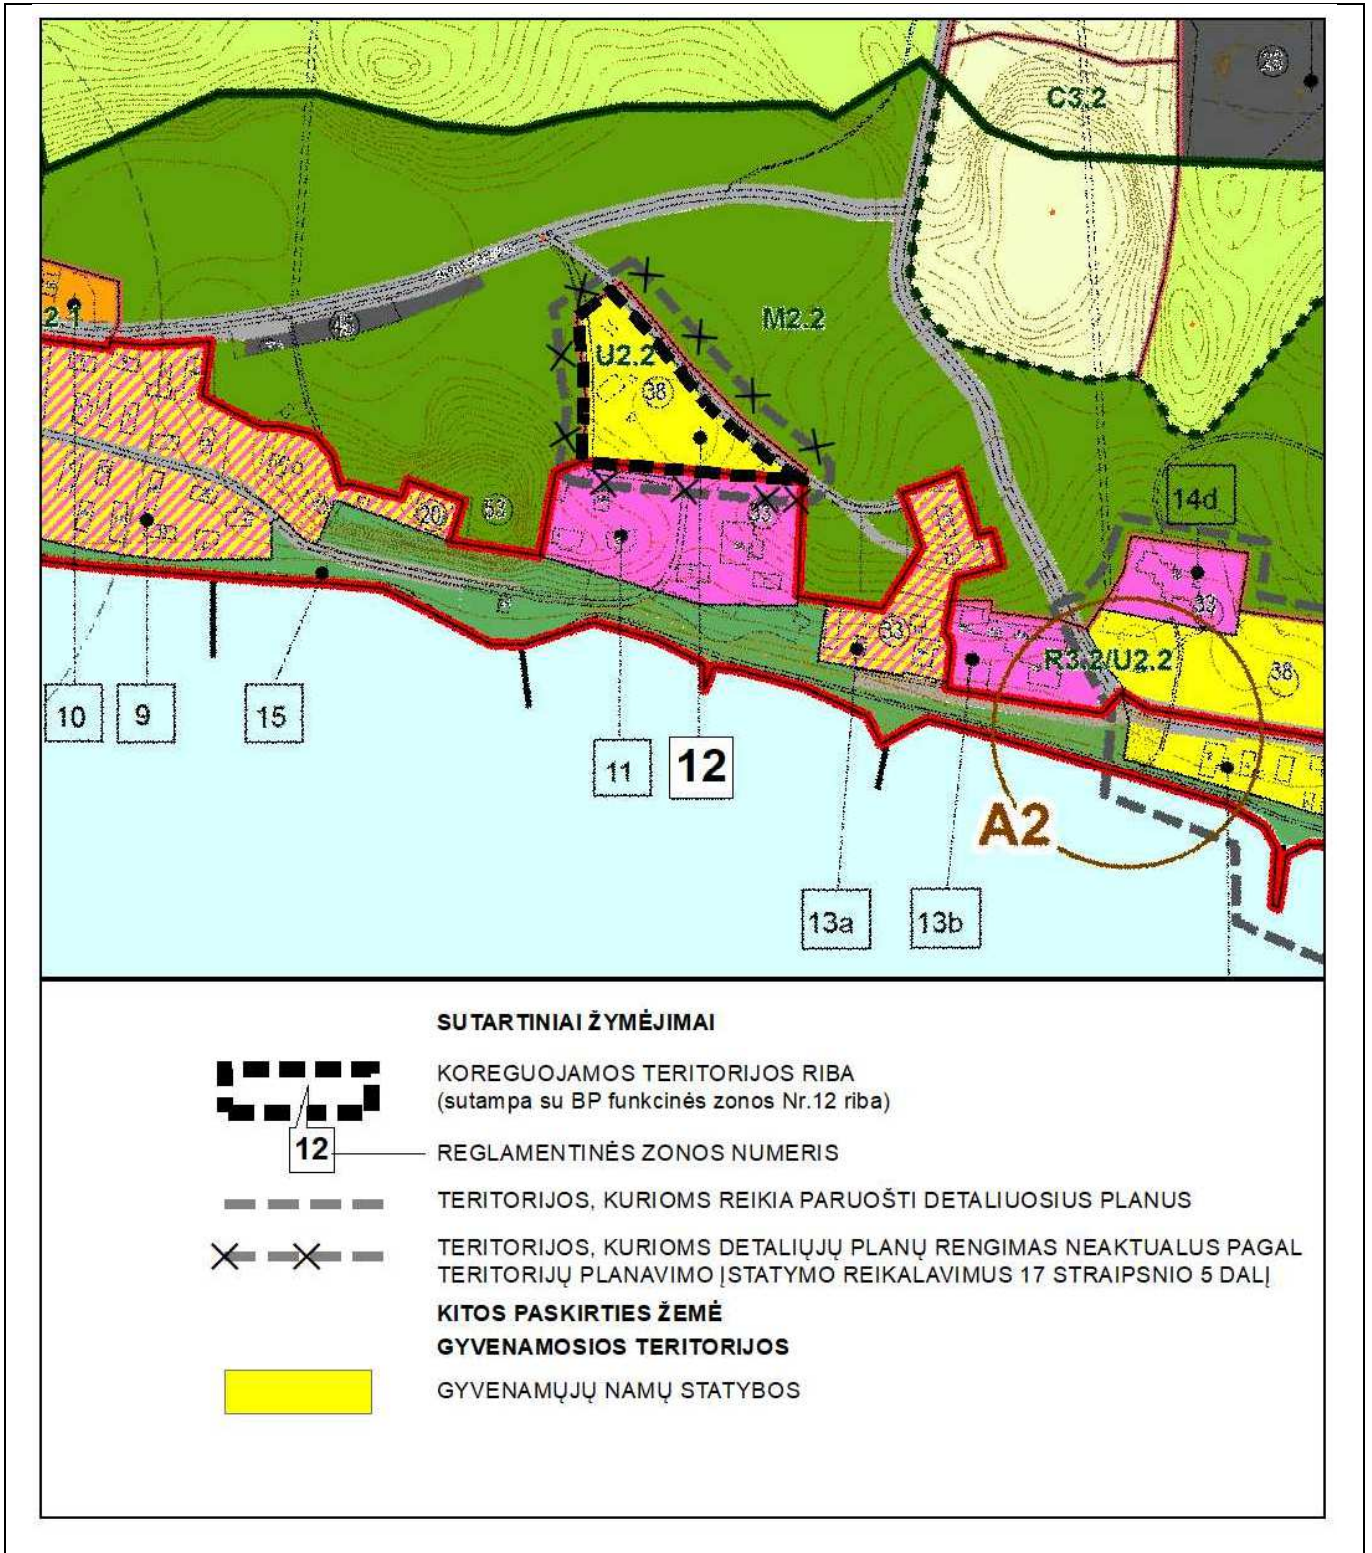 C3.2
M2.2
2.1
U2.2
38
20
53
33
14d
33
33
R3.2/U2.2
38
10
9
15
11
12
A2
13a
13b
SUTARTINIAI ŽYMĖJIMAI
KOREGUOJAMOS TERITORIJOS RIBA
(sutampa su BP funkcinės zonos Nr.12 riba)
12
REGLAMENTINĖS ZONOS NUMERIS
TERITORIJOS, KURIOMS REIKIA PARUOŠTI DETALIUOSIUS PLANUS
TERITORIJOS, KURIOMS DETALIŲJŲ PLANŲ RENGIMAS NEAKTUALUS PAGAL
TERITORIJŲ PLANAVIMO ĮSTATYMO REIKALAVIMUS 17 STRAIPSNIO 5 DALĮ
KITOS PASKIRTIES ŽEMĖ
GYVENAMOSIOS TERITORIJOS
GYVENAMŲJŲ NAMŲ STATYBOS